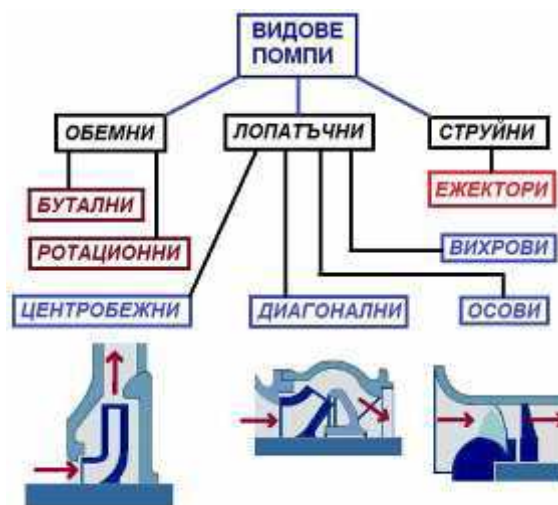 ВИДОВЕ
ПОМПИ
ОБЕМНИ
ЛОПАТЪЧНИ
СТРУЙНИ
БУТАЛНИ
ЕЖЕКТОРИ
РОТАЦИОННИ
ВИХРОВИ
ЦЕНТРОБЕЖНИ
ДИАГОНАЛНИ
ОСОВИ